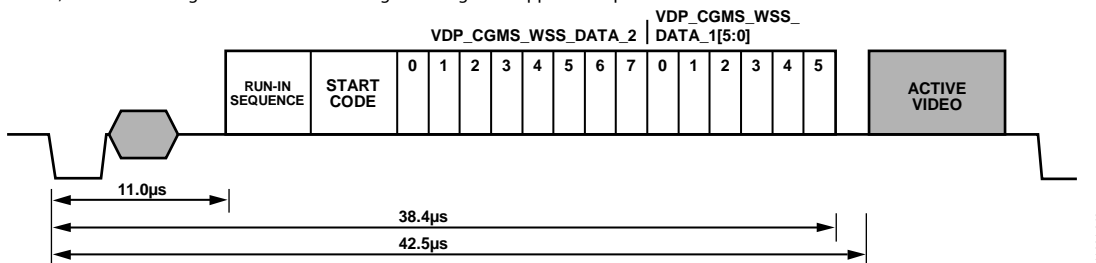 VDP_CGMS_WSS_DATA_2
VDP_CGMS_WSS_
DATA_1[5:0]
RUN-IN
SEQUENCE
START
CODE
0 1 2 3 4 5 6 7 0 1 2 3 4 5
ACTIVE
VIDEO
11.0µs
38.4µs
42.5µs